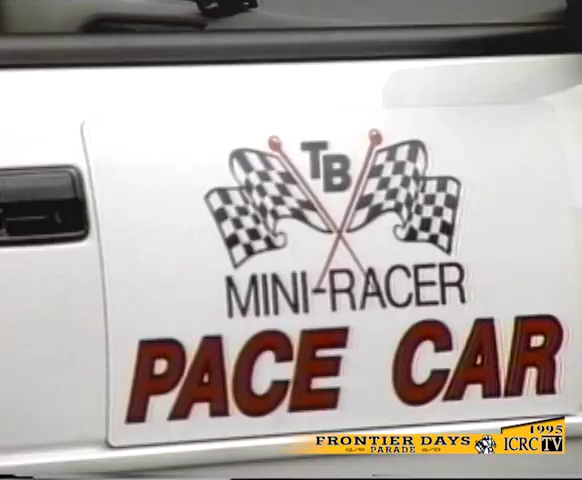 TB
MINI-RACER
PACE CAR
FRONTIER DAYS
PARADE
1995
ICRC TV